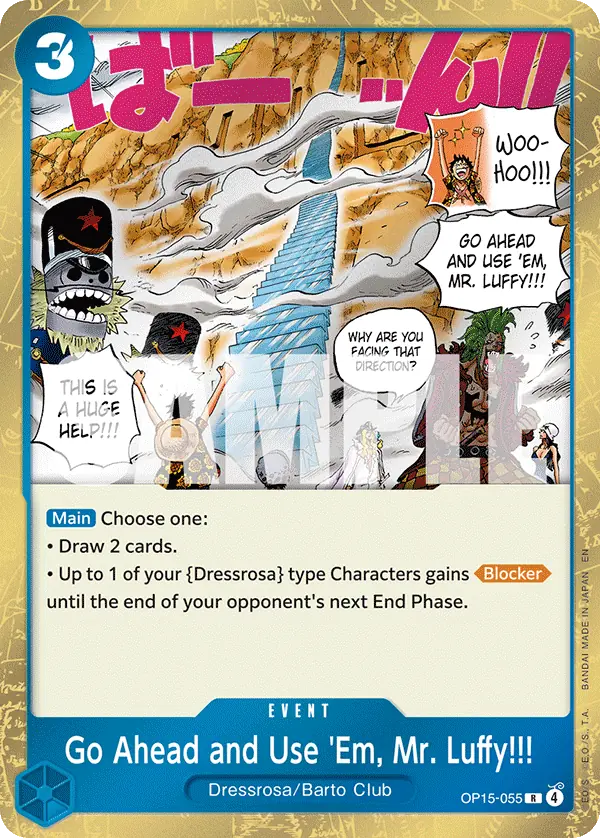 3
ばーーん!!
WOO-
HOO!!!
GO AHEAD
AND USE 'EM,
MR. LUFFY!!!
WHY ARE YOU
FACING THAT
DIRECTION?
THIS IS
A HUGE
HELP!!!
SAMPLE
Main Choose one:
• Draw 2 cards.
• Up to 1 of your {Dressrosa} type Characters gains Blocker
until the end of your opponent's next End Phase.
EVENT
Go Ahead and Use 'Em, Mr. Luffy!!!
Dressrosa/Barto Club
OP15-055 R 4
©E.O./S. T.A. BANDAI MADE IN JAPAN EN